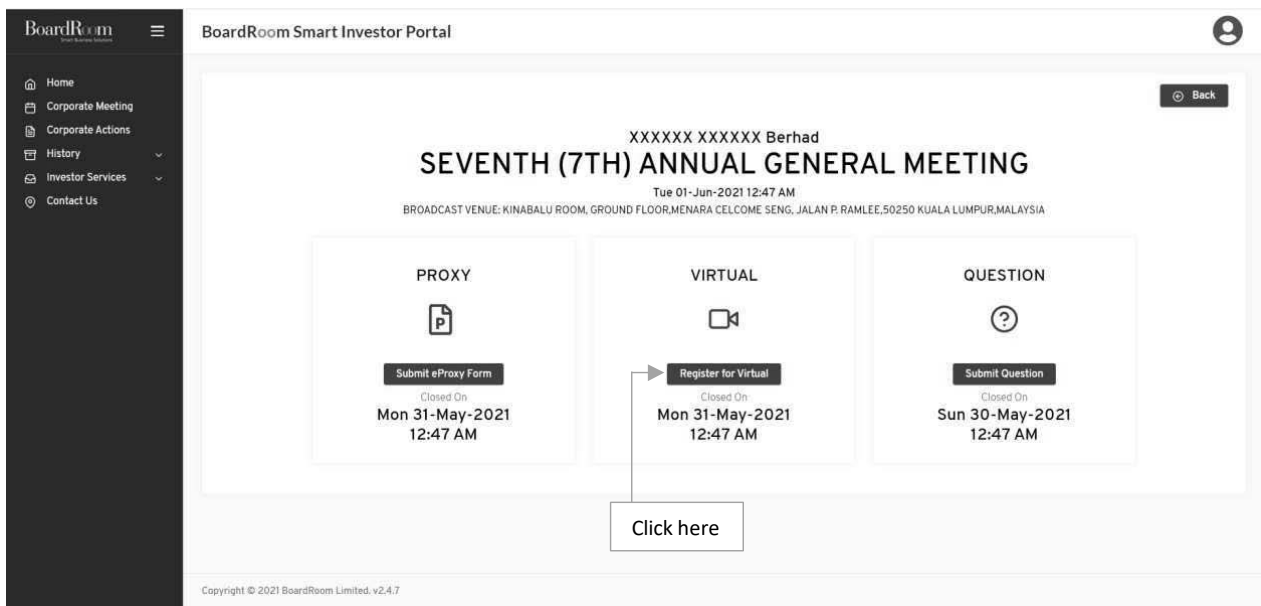 BoardRoom
Smart Business Solutions
BoardRoom Smart Investor Portal
Home
Corporate Meeting
Corporate Actions
History
Investor Services
Contact Us
Back
XXXXXX XXXXXX Berhad
SEVENTH (7TH) ANNUAL GENERAL MEETING
Tue 01-Jun-2021 12:47 AM
BROADCAST VENUE: KINABALU ROOM, GROUND FLOOR,MENARA CELCOME SENG, JALAN P. RAMLEE,50250 KUALA LUMPUR,MALAYSIA
PROXY
P
Submit eProxy Form
Closed On
Mon 31-May-2021
12:47 AM
VIRTUAL
Register for Virtual
Closed On
Mon 31-May-2021
12:47 AM
QUESTION
?
Submit Question
Closed On
Sun 30-May-2021
12:47 AM
Click here
Copyright © 2021 BoardRoom Limited. v2.4.7